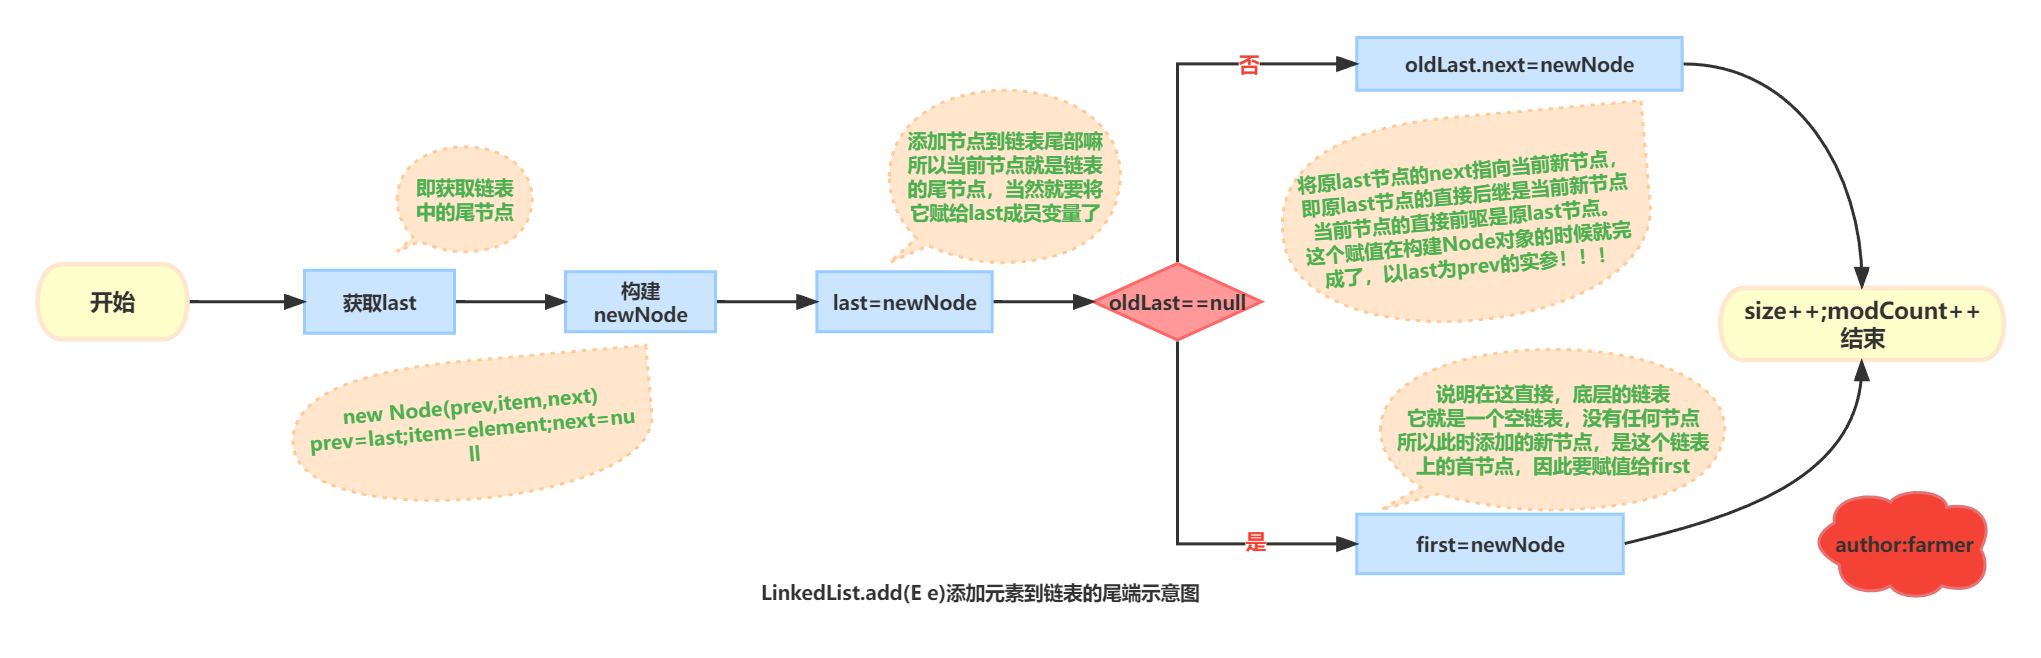 开始
即获取链表
中的尾节点
获取last
new Node(prev,item,next)
prev=last;item=element;next=nu
ll
构建
newNode
添加节点到链表尾部嘛
所以当前节点就是链表
的尾节点，当然就要将
它赋给last成员变量了
last=newNode
oldLast==null
否
oldLast.next=newNode
将原last节点的next指向当前新节点，
即原last节点的直接后继是当前新节点
当前节点的直接前驱是原last节点。
这个赋值在构建Node对象的时候就完
成了，以last为prev的实参！！！
是
说明在这直接，底层的链表
它就是一个空链表，没有任何节点
所以此时添加的新节点，是这个链表
上的首节点，因此要赋值给first
first=newNode
size++;modCount++
结束
author:farmer
LinkedList.add(E e)添加元素到链表的尾端示意图